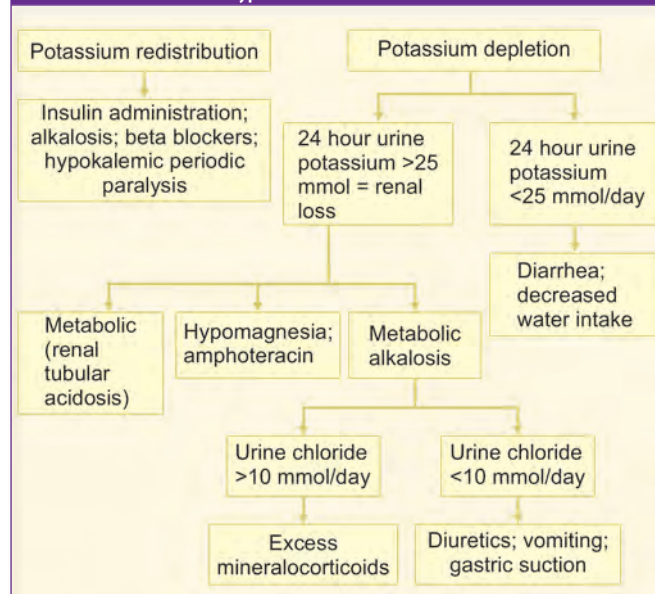 Potassium redistribution
Potassium depletion
Insulin administration;
alkalosis; beta blockers;
hypokalemic periodic
paralysis
24 hour urine
potassium >25
mmol = renal
loss
24 hour urine
potassium
<25 mmol/day
Diarrhea;
decreased
water intake
Metabolic
(renal
tubular
acidosis)
Hypomagnesia;
amphoteracin
Metabolic
alkalosis
Urine chloride
>10 mmol/day
Urine chloride
<10 mmol/day
Excess
mineralocorticoids
Diuretics; vomiting;
gastric suction